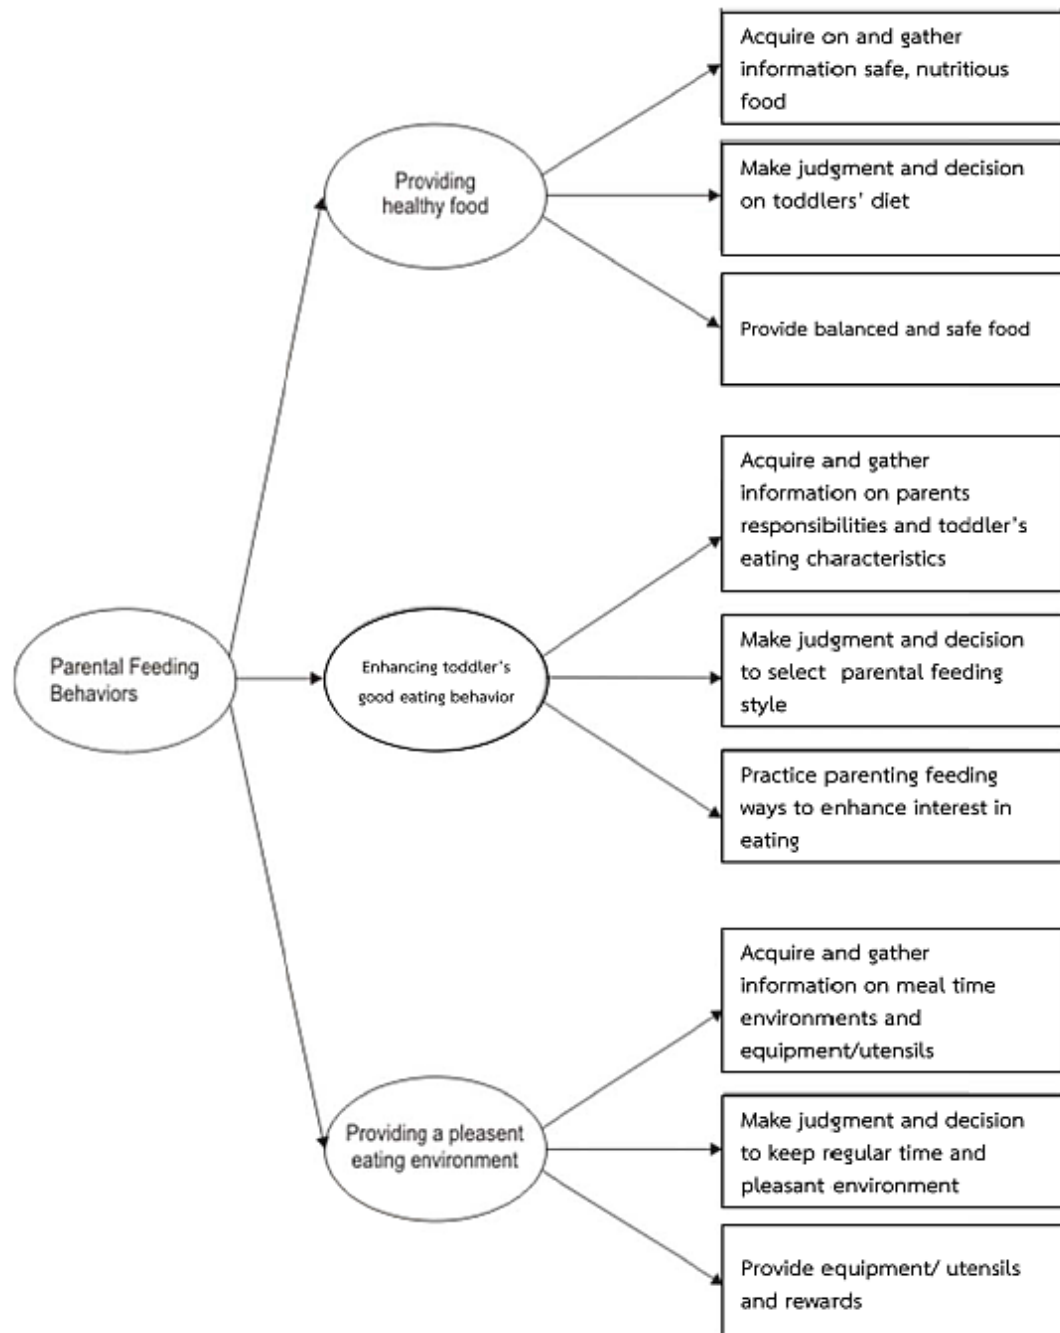 Acquire on and gather
information safe, nutritious
food
Providing
healthy food
Make judgment and decision
on toddlers' diet
Provide balanced and safe food
Acquire and gather
information on parents
responsibilities and toddler's
eating characteristics
Parental Feeding
Behaviors
Enhancing toddler's
good eating behavior
Make judgment and decision
to select parental feeding
style
Practice parenting feeding
ways to enhance interest in
eating
Acquire and gather
information on meal time
environments and
equipment/utensils
Providing a pleasent
eating environment
Make judgment and decision
to keep regular time and
pleasant environment
Provide equipment/ utensils
and rewards